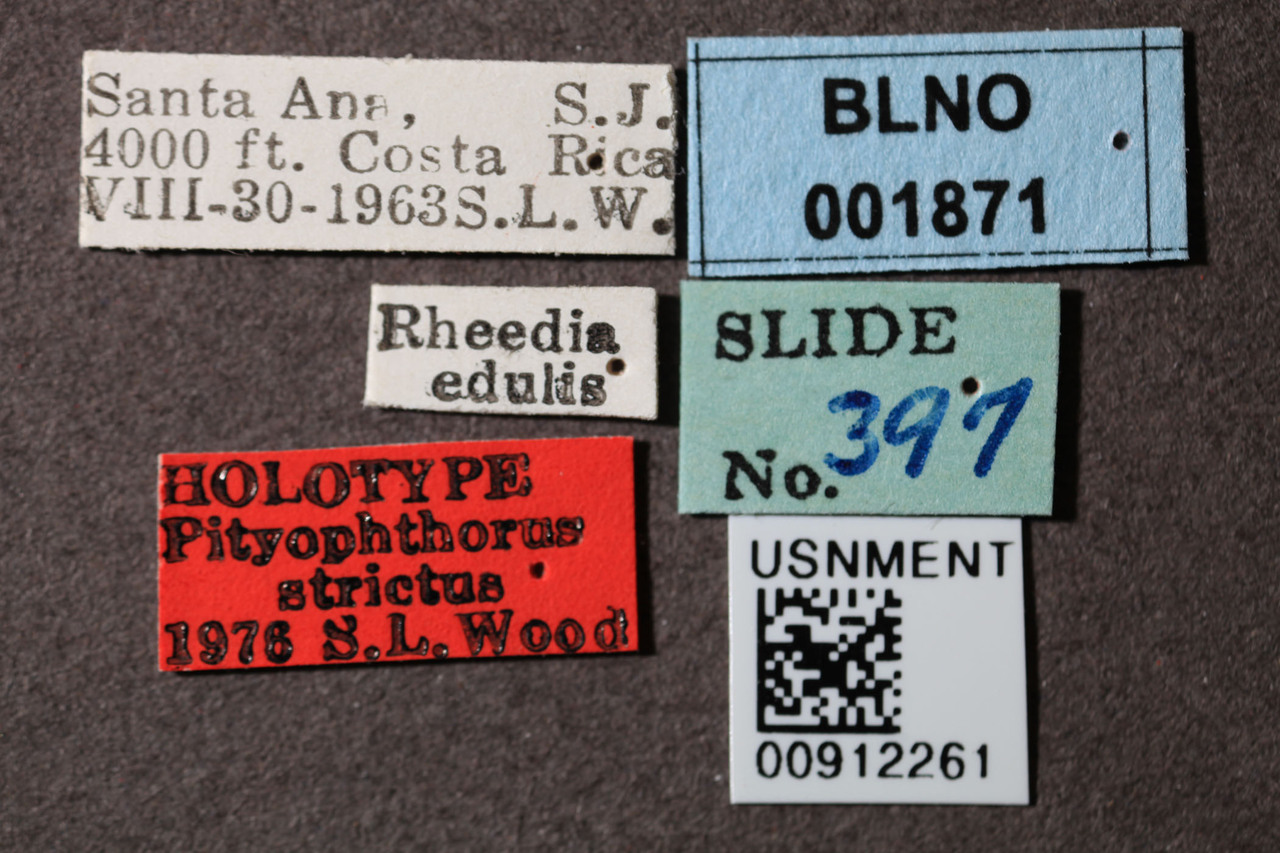 Santa Ana, S.J.
4000 ft. Costa Rica
VIII-30-1963 S.L.W.
BLNO
001871
Rheedia
edulis
SLIDE
No. 397
HOLOTYPE
Pityophthorus
strictus
1976 S.L. Wood
USNMENT
00912261